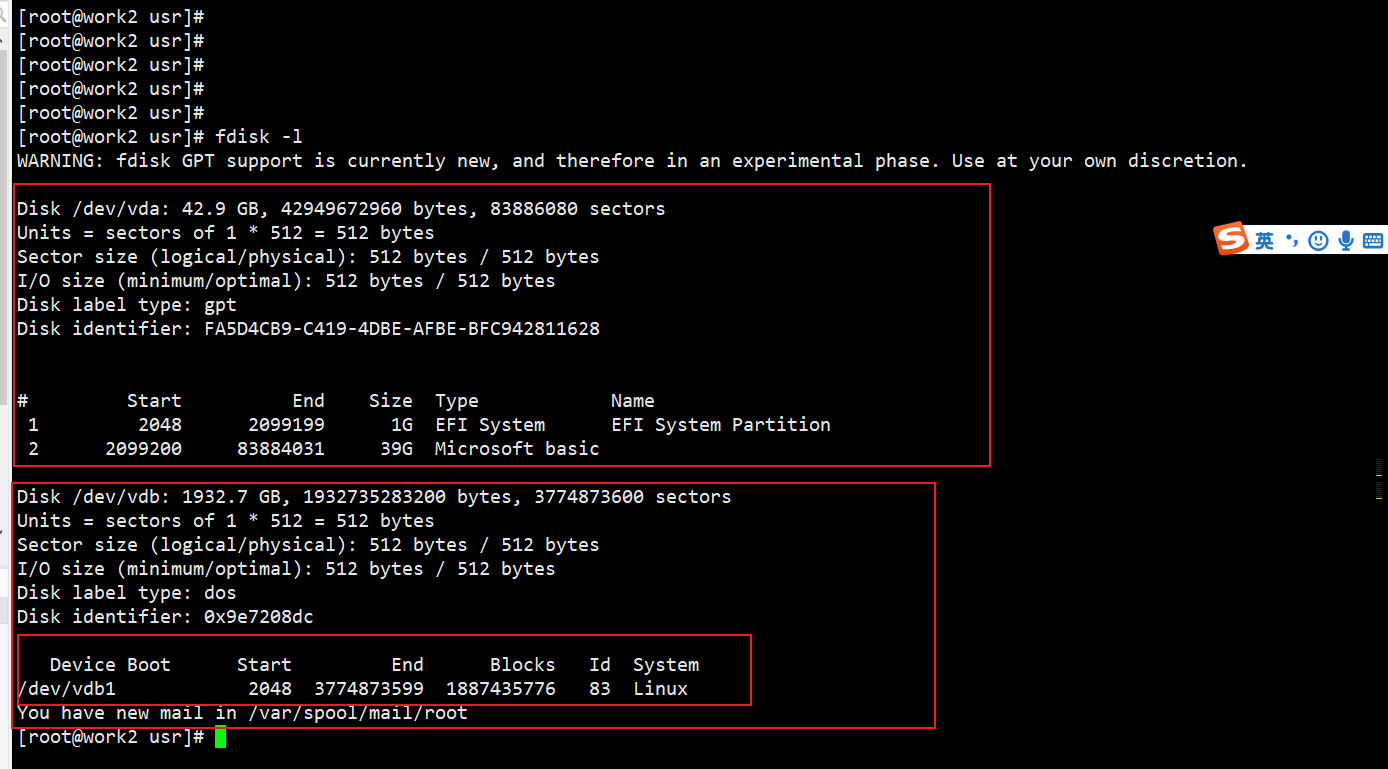 [root@work2 usr]#
[root@work2 usr]#
[root@work2 usr]#
[root@work2 usr]#
[root@work2 usr]#
[root@work2 usr]# fdisk -l
WARNING: fdisk GPT support is currently new, and therefore in an experimental phase. Use at your own discretion.
Disk /dev/vda: 42.9 GB, 42949672960 bytes, 83886080 sectors
Units = sectors of 1 * 512 = 512 bytes
Sector size (logical/physical): 512 bytes / 512 bytes
I/O size (minimum/optimal): 512 bytes / 512 bytes
Disk label type: gpt
Disk identifier: FA5D4CB9-C419-4DBE-AFBE-BFC942811628
#         Start          End    Size  Type            Name
 1         2048      2099199      1G  EFI System      EFI System Partition
 2      2099200     83884031     39G  Microsoft basic
Disk /dev/vdb: 1932.7 GB, 1932735283200 bytes, 3774873600 sectors
Units = sectors of 1 * 512 = 512 bytes
Sector size (logical/physical): 512 bytes / 512 bytes
I/O size (minimum/optimal): 512 bytes / 512 bytes
Disk label type: dos
Disk identifier: 0x9e7208dc
   Device Boot      Start         End      Blocks   Id  System
/dev/vdb1            2048  3774873599  1887435776   83  Linux
You have new mail in /var/spool/mail/root
[root@work2 usr]#
S 英